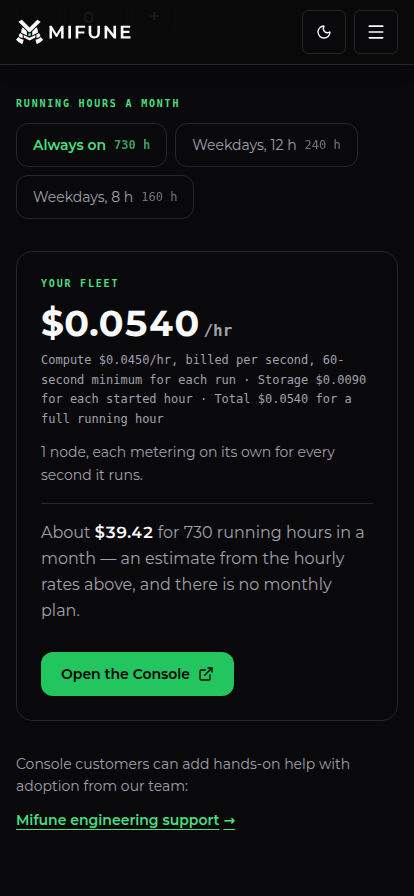 MIFUNE
RUNNING HOURS A MONTH
Always on 730 h
Weekdays, 12 h 240 h
Weekdays, 8 h 160 h
YOUR FLEET
$0.0540 /hr
Compute $0.0450/hr, billed per second, 60-
second minimum for each run · Storage $0.0090
for each started hour · Total $0.0540 for a
full running hour
1 node, each metering on its own for every
second it runs.
About $39.42 for 730 running hours in a
month — an estimate from the hourly
rates above, and there is no monthly
plan.
Open the Console
Console customers can add hands-on help with
adoption from our team:
Mifune engineering support →